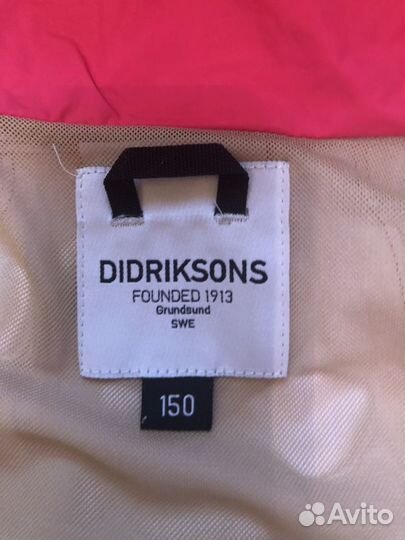 DIDRIKSONS
FOUNDED 1913
Grundsund
SWE
150
Avito